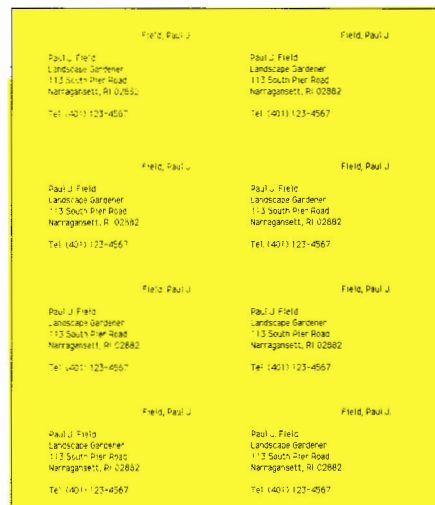 Field, Paul J.
Paul J. Field
Landscape Gardener
113 South Pier Road
Narragansett, RI 02882
Tel: (401) 123-4567
Field, Paul J.
Paul J. Field
Landscape Gardener
113 South Pier Road
Narragansett, RI 02882
Tel: (401) 123-4567
Field, Paul J.
Paul J. Field
Landscape Gardener
113 South Pier Road
Narragansett, RI 02882
Tel: (401) 123-4567
Field, Paul J.
Paul J. Field
Landscape Gardener
113 South Pier Road
Narragansett, RI 02882
Tel: (401) 123-4567
Field, Paul J.
Paul J. Field
Landscape Gardener
113 South Pier Road
Narragansett, RI 02882
Tel: (401) 123-4567
Field, Paul J.
Paul J. Field
Landscape Gardener
113 South Pier Road
Narragansett, RI 02882
Tel: (401) 123-4567
Field, Paul J.
Paul J. Field
Landscape Gardener
113 South Pier Road
Narragansett, RI 02882
Tel: (401) 123-4567
Field, Paul J.
Paul J. Field
Landscape Gardener
113 South Pier Road
Narragansett, RI 02882
Tel: (401) 123-4567